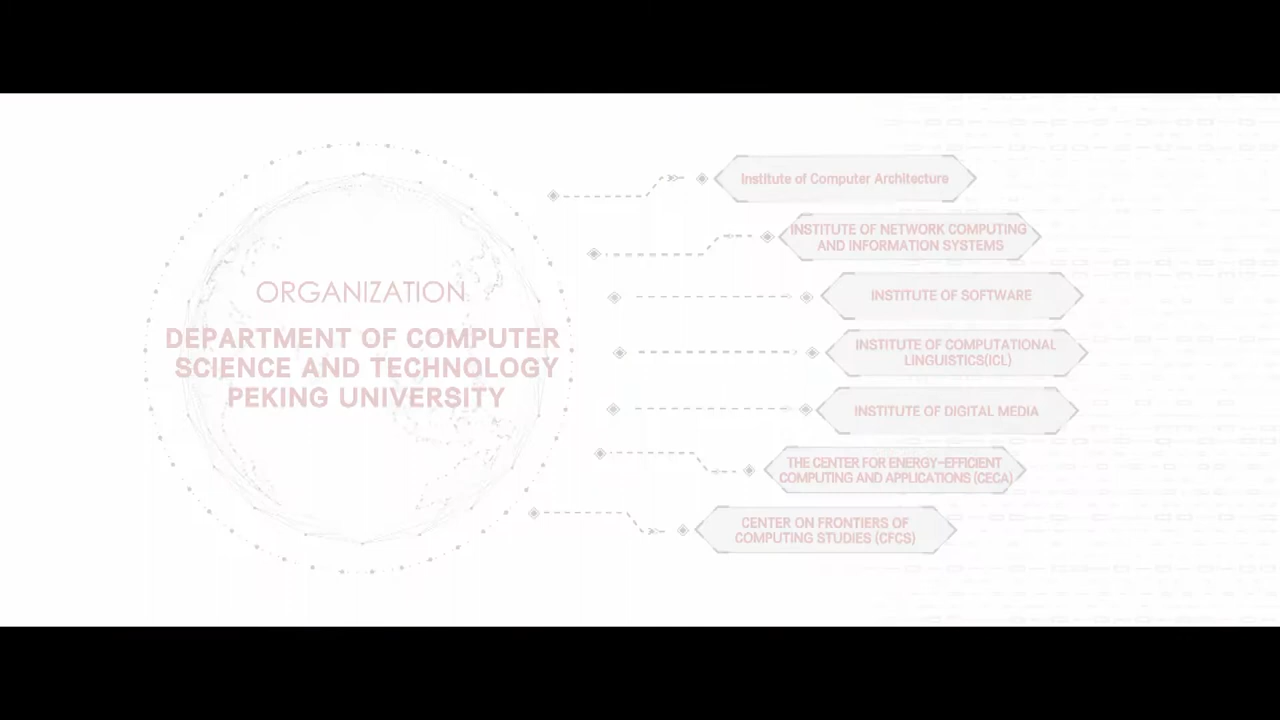 ORGANIZATION
DEPARTMENT OF COMPUTER
SCIENCE AND TECHNOLOGY
PEKING UNIVERSITY
Institute of Computer Architecture
INSTITUTE OF NETWORK COMPUTING
AND INFORMATION SYSTEMS
INSTITUTE OF SOFTWARE
INSTITUTE OF COMPUTATIONAL
LINGUISTICS(ICL)
INSTITUTE OF DIGITAL MEDIA
THE CENTER FOR ENERGY-EFFICIENT
COMPUTING AND APPLICATIONS (CECA)
CENTER ON FRONTIERS OF
COMPUTING STUDIES (CFCS)